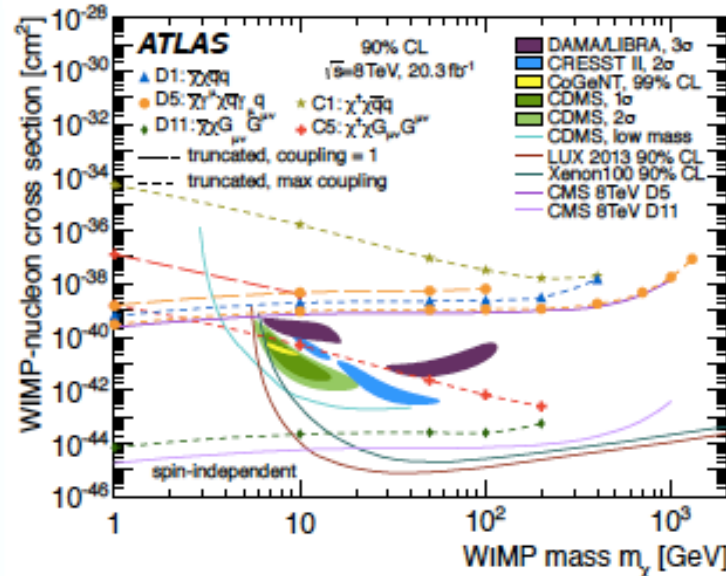 ATLAS
90% CL
√s=8TeV, 20.3 fb⁻¹
D1: χ̄χq̄q
D5: χ̄γ^μχq̄γ_μq
D11: χ̄χG_μν G^μν
C1: χ⁺χq̄q
C5: χ⁺χG_μν G^μν
truncated, coupling = 1
truncated, max coupling
DAMA/LIBRA, 3σ
CRESST II, 2σ
CoGeNT, 99% CL
CDMS, 1σ
CDMS, 2σ
CDMS, low mass
LUX 2013 90% CL
Xenon100 90% CL
CMS 8TeV D5
CMS 8TeV D11
WIMP-nucleon cross section [cm²]
10⁻²⁸
10⁻³⁰
10⁻³²
10⁻³⁴
10⁻³⁶
10⁻³⁸
10⁻⁴⁰
10⁻⁴²
10⁻⁴⁴
10⁻⁴⁶
spin-independent
1 10 10² 10³
WIMP mass m_χ [GeV]